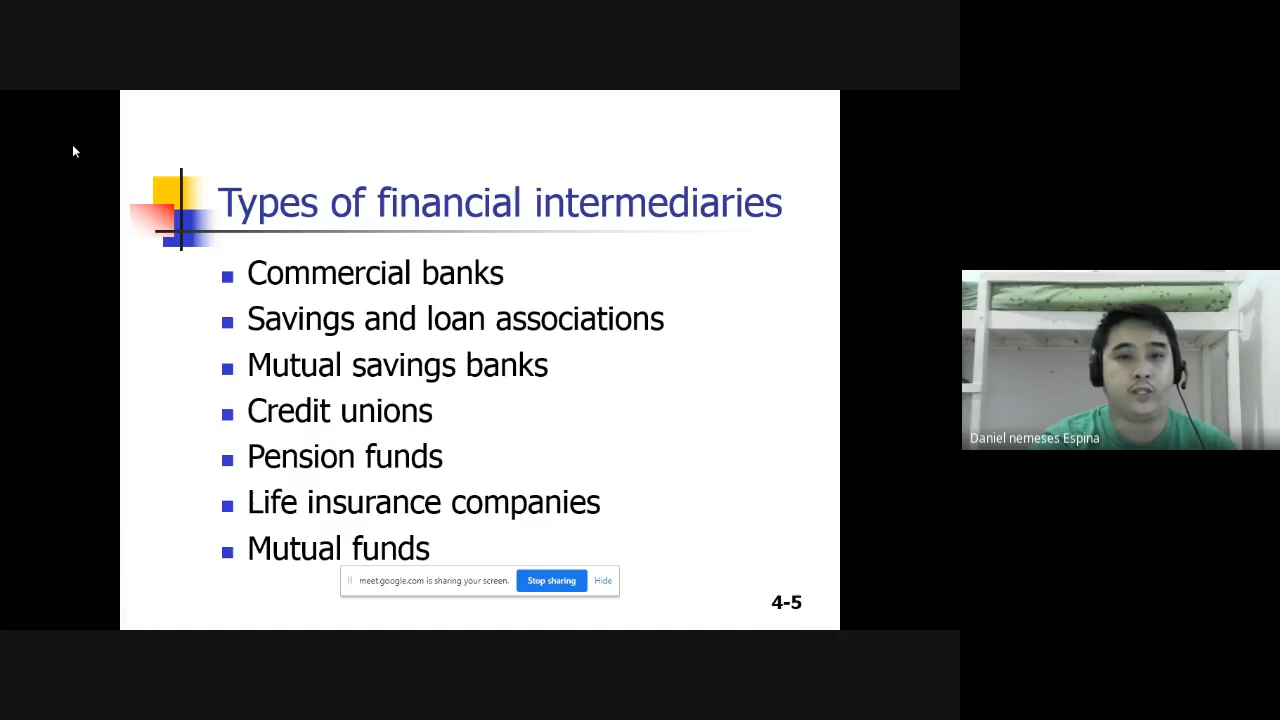 Types of financial intermediaries
Commercial banks
Savings and loan associations
Mutual savings banks
Credit unions
Pension funds
Life insurance companies
Mutual funds
meet.google.com is sharing your screen. Stop sharing Hide
4-5
Daniel nemeses Espina